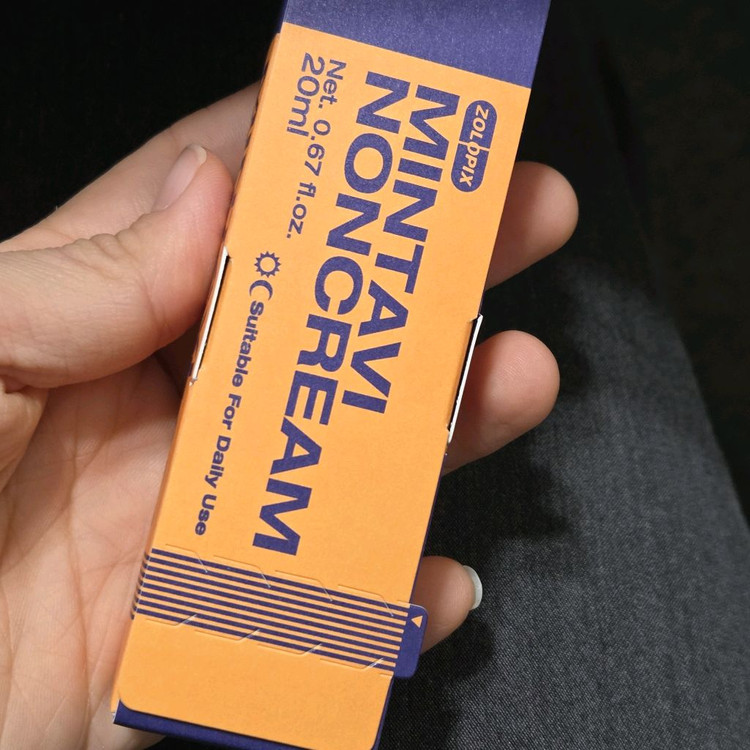 ZOLOPIX
MINTAVI
NONCREAM
Net. 0.67 fl.oz.
20ml
Suitable For Daily Use